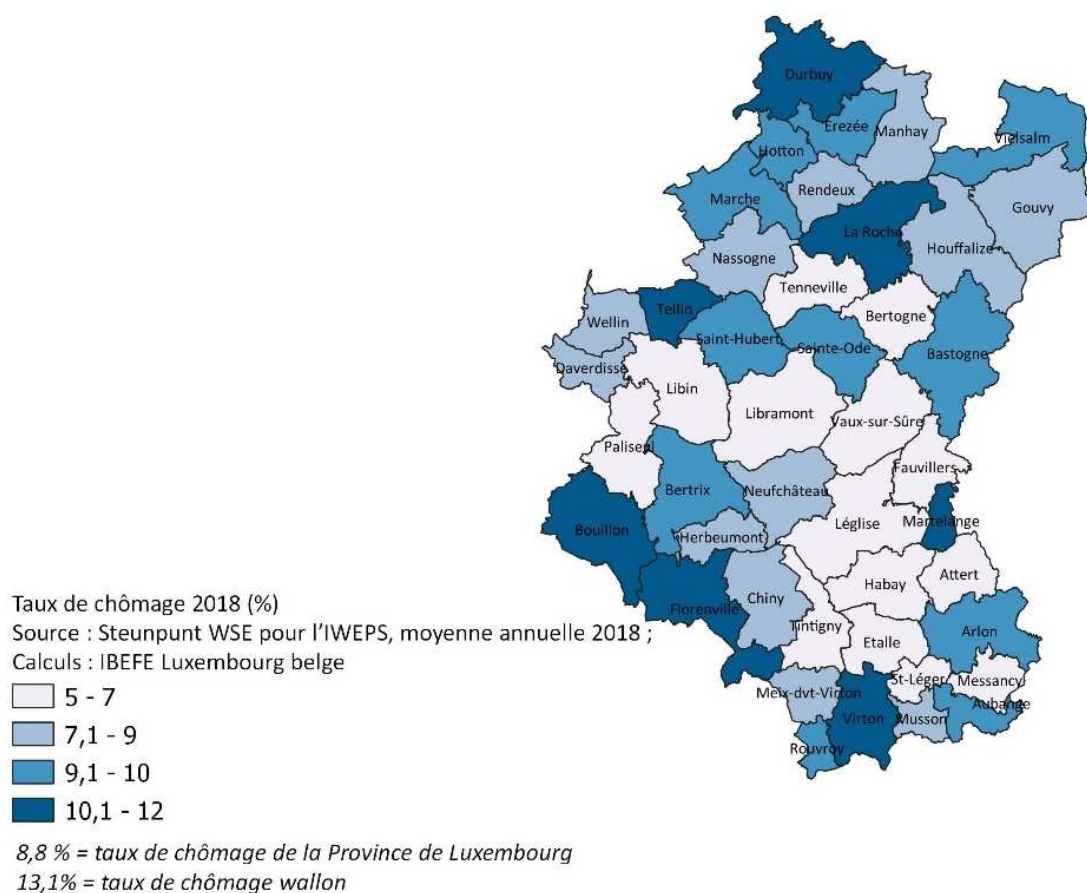 Durbuy
Erezée
Manhay
Vielsalm
Hotton
Rendeux
Marche
Gouvy
La Roche
Houffalize
Nassogne
Tenneville
Tellin
Bertogne
Wellin
Saint-Hubert
Sainte-Ode
Bastogne
Daverdisse
Libin
Libramont
Vaux-sur-Sûre
Paliseul
Fauvillers
Bertrix
Neufchâteau
Martelange
Léglise
Bouillon
Herbeumont
Attert
Habay
Chiny
Florenville
Tintigny
Arlon
Etalle
St-Léger
Messancy
Meix-dvt-Virton
Aubange
Virton
Musson
Rouvroy
Taux de chômage 2018 (%)
Source : Steunpunt WSE pour l'IWEPS, moyenne annuelle 2018 ;
Calculs : IBEFE Luxembourg belge
5 - 7
7,1 - 9
9,1 - 10
10,1 - 12
8,8 % = taux de chômage de la Province de Luxembourg
13,1% = taux de chômage wallon